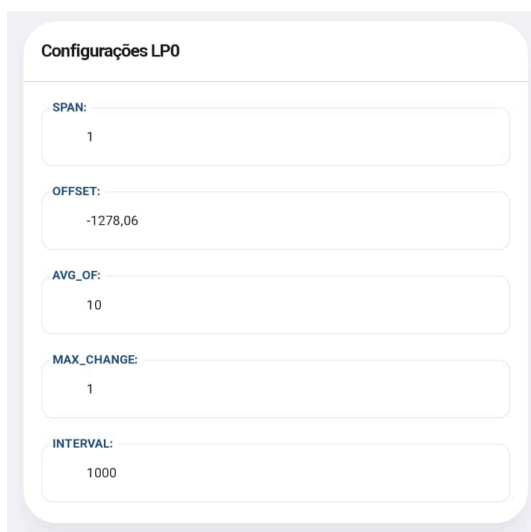 Configurações LP0
SPAN:
1
OFFSET:
-1278,06
AVG_OF:
10
MAX_CHANGE:
1
INTERVAL:
1000